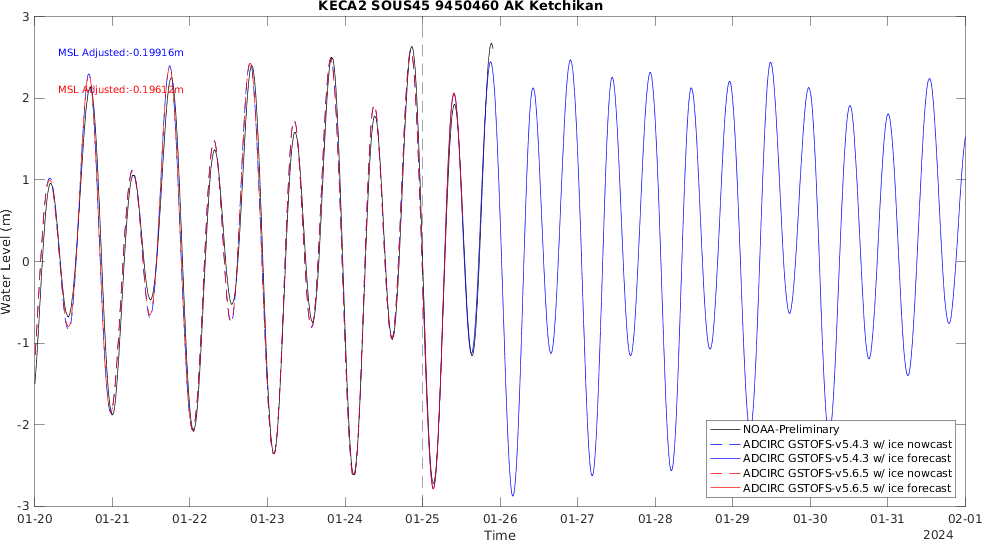 KECA2 SOUS45 9450460 AK Ketchikan
MSL Adjusted:-0.19916m
MSL Adjusted:-0.19612m
Water Level (m)
3
2
1
0
-1
-2
-3
NOAA-Preliminary
ADCIRC GSTOFS-v5.4.3 w/ ice nowcast
ADCIRC GSTOFS-v5.4.3 w/ ice forecast
ADCIRC GSTOFS-v5.6.5 w/ ice nowcast
ADCIRC GSTOFS-v5.6.5 w/ ice forecast
01-20 01-21 01-22 01-23 01-24 01-25 01-26 01-27 01-28 01-29 01-30 01-31 02-01
Time
2024